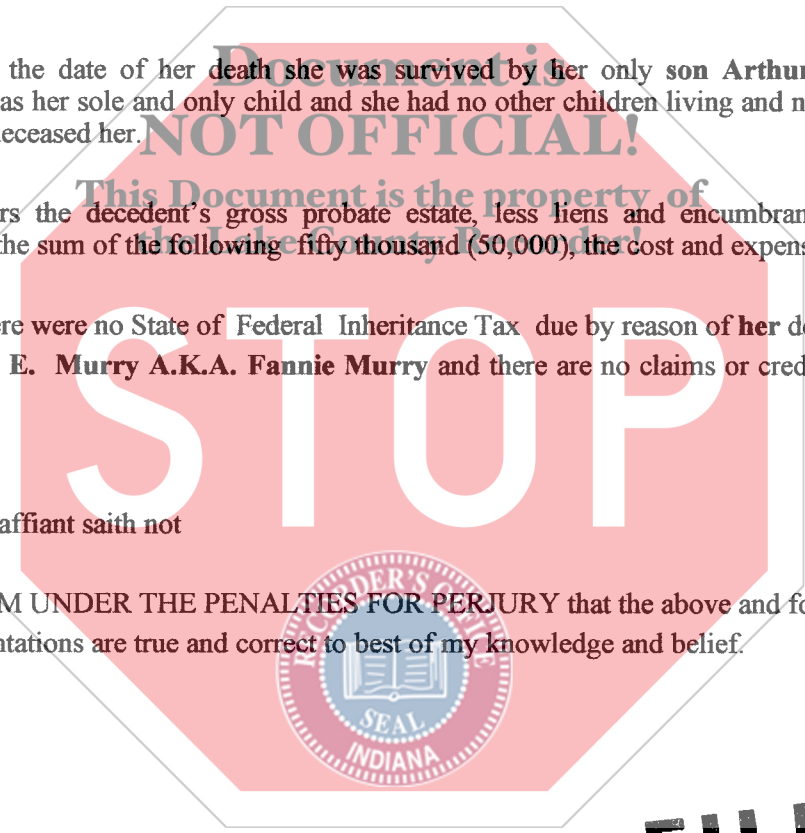 Document is
the date of her death she was survived by her only son Arthur
as her sole and only child and she had no other children living and
NOT OFFICIAL!
eceased her.
This Document is the property of
rs the decedent's gross probate estate, less liens and encumbran
the Lake County Recorder!
the sum of the following fifty thousand (50,000), the cost and expens
ere were no State of Federal Inheritance Tax due by reason of her de
E. Murry A.K.A. Fannie Murry and there are no claims or cred
STOP
affiant saith not
RECORDER'S OFFICE
M UNDER THE PENALTIES FOR PERJURY that the above and fo
ntations are true and correct to best of my knowledge and belief.
SEAL
INDIANA